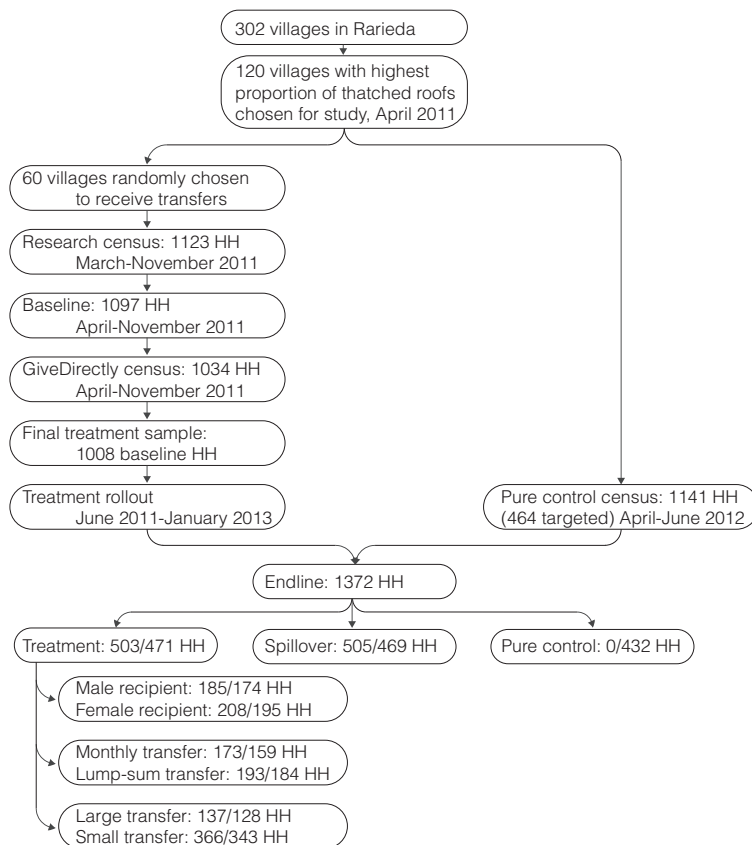 302 villages in Rarieda
120 villages with highest
proportion of thatched roofs
chosen for study, April 2011
60 villages randomly chosen
to receive transfers
Research census: 1123 HH
March-November 2011
Baseline: 1097 HH
April-November 2011
GiveDirectly census: 1034 HH
April-November 2011
Final treatment sample:
1008 baseline HH
Treatment rollout
June 2011-January 2013
Pure control census: 1141 HH
(464 targeted) April-June 2012
Endline: 1372 HH
Treatment: 503/471 HH
Spillover: 505/469 HH
Pure control: 0/432 HH
Male recipient: 185/174 HH
Female recipient: 208/195 HH
Monthly transfer: 173/159 HH
Lump-sum transfer: 193/184 HH
Large transfer: 137/128 HH
Small transfer: 366/343 HH